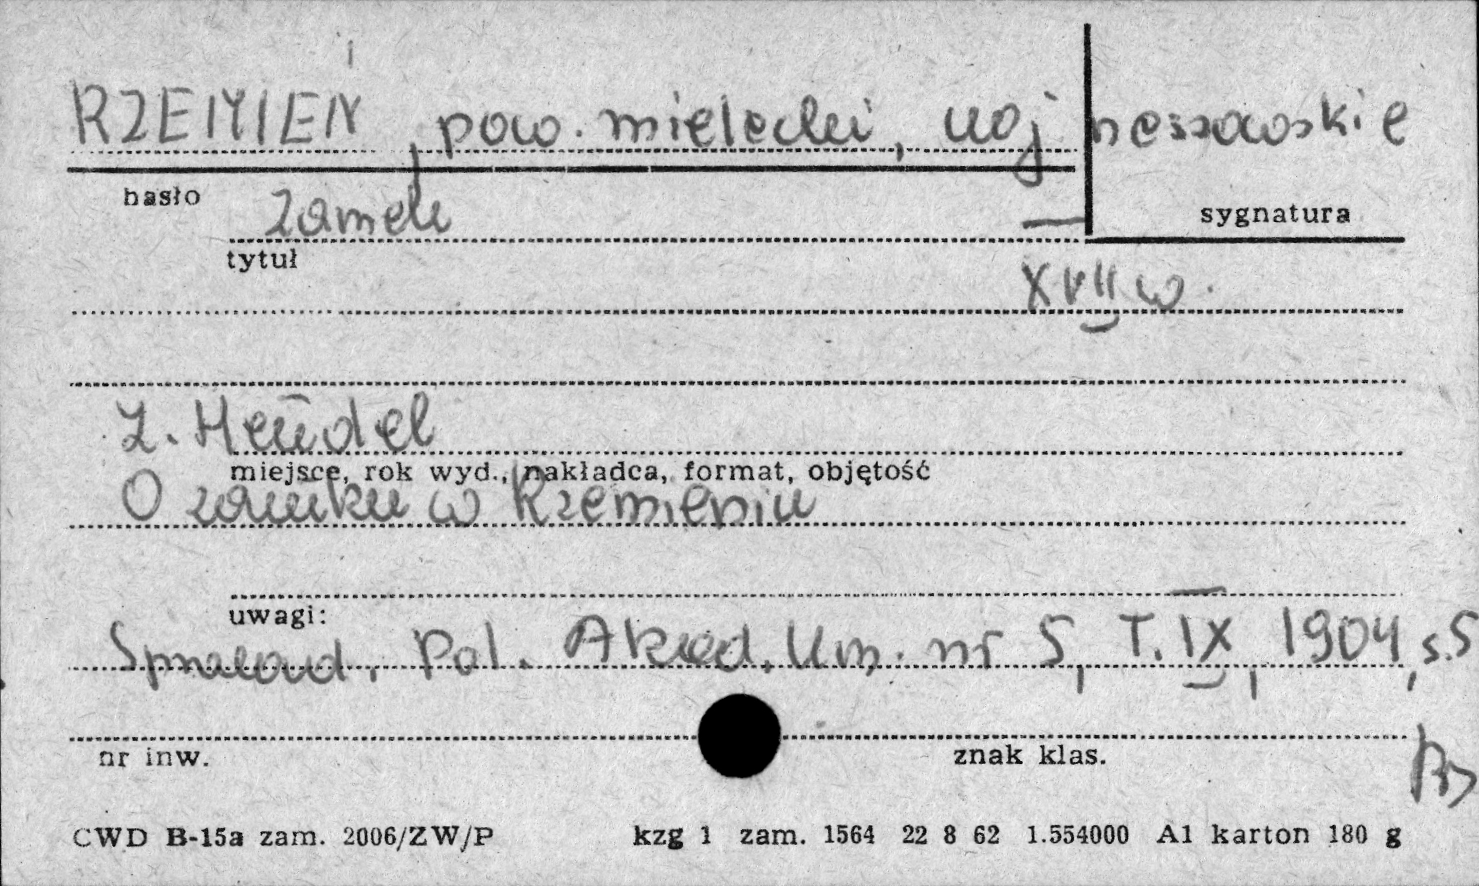 RZEMIEŃ, pow. mielecki, woj rzeszowskie
hasło
zamek
sygnatura
tytuł
XVII w.
Z. Hendel
miejsce, rok wyd., nakładca, format, objętość
O zamku w Rzemieniu
uwagi:
Sprawozd. Pol. Akad. Um. nr 5, T. IX, 1904, s. 5
nr inw.
znak klas.
CWD B-15a zam. 2006/ZW/P kzg 1 zam. 1564 22 8 62 1.554000 A1 karton 180 g